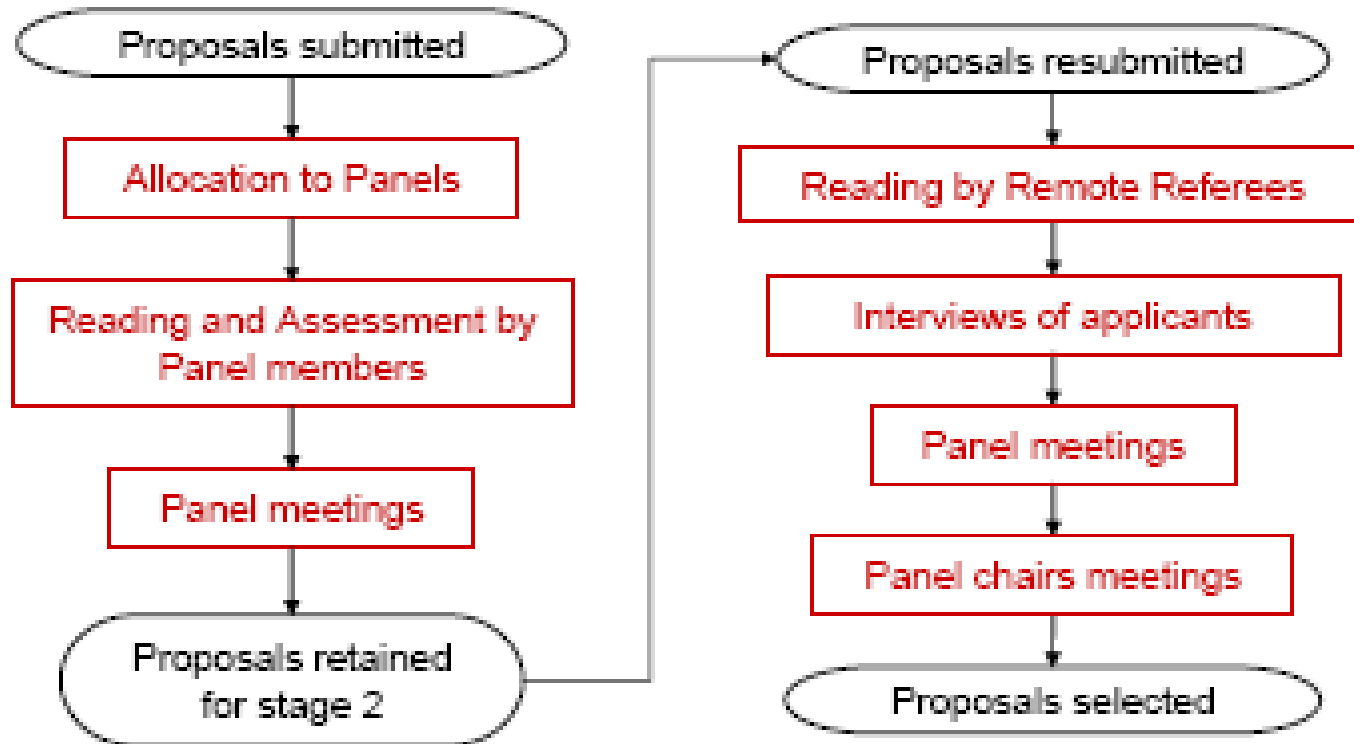 Proposals submitted
Allocation to Panels
Reading and Assessment by
Panel members
Panel meetings
Proposals retained
for stage 2
Proposals resubmitted
Reading by Remote Referees
Interviews of applicants
Panel meetings
Panel chairs meetings
Proposals selected